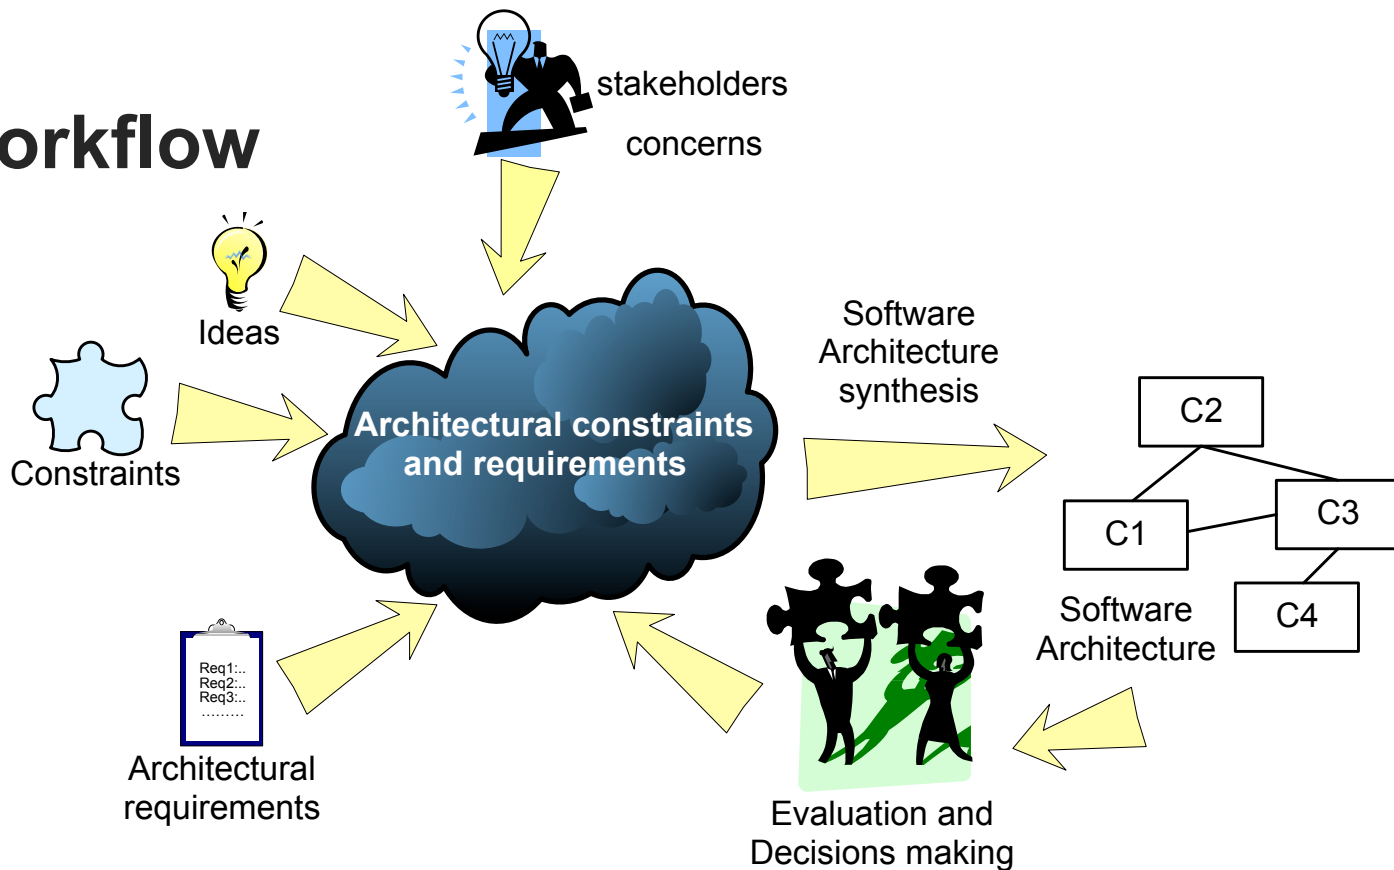 orkflow
stakeholders
concerns
Ideas
Constraints
Architectural constraints
and requirements
Software
Architecture
synthesis
C2
C1
C3
C4
Software
Architecture
Req1:..
Req2:..
Req3:..
.........
Architectural
requirements
Evaluation and
Decisions making